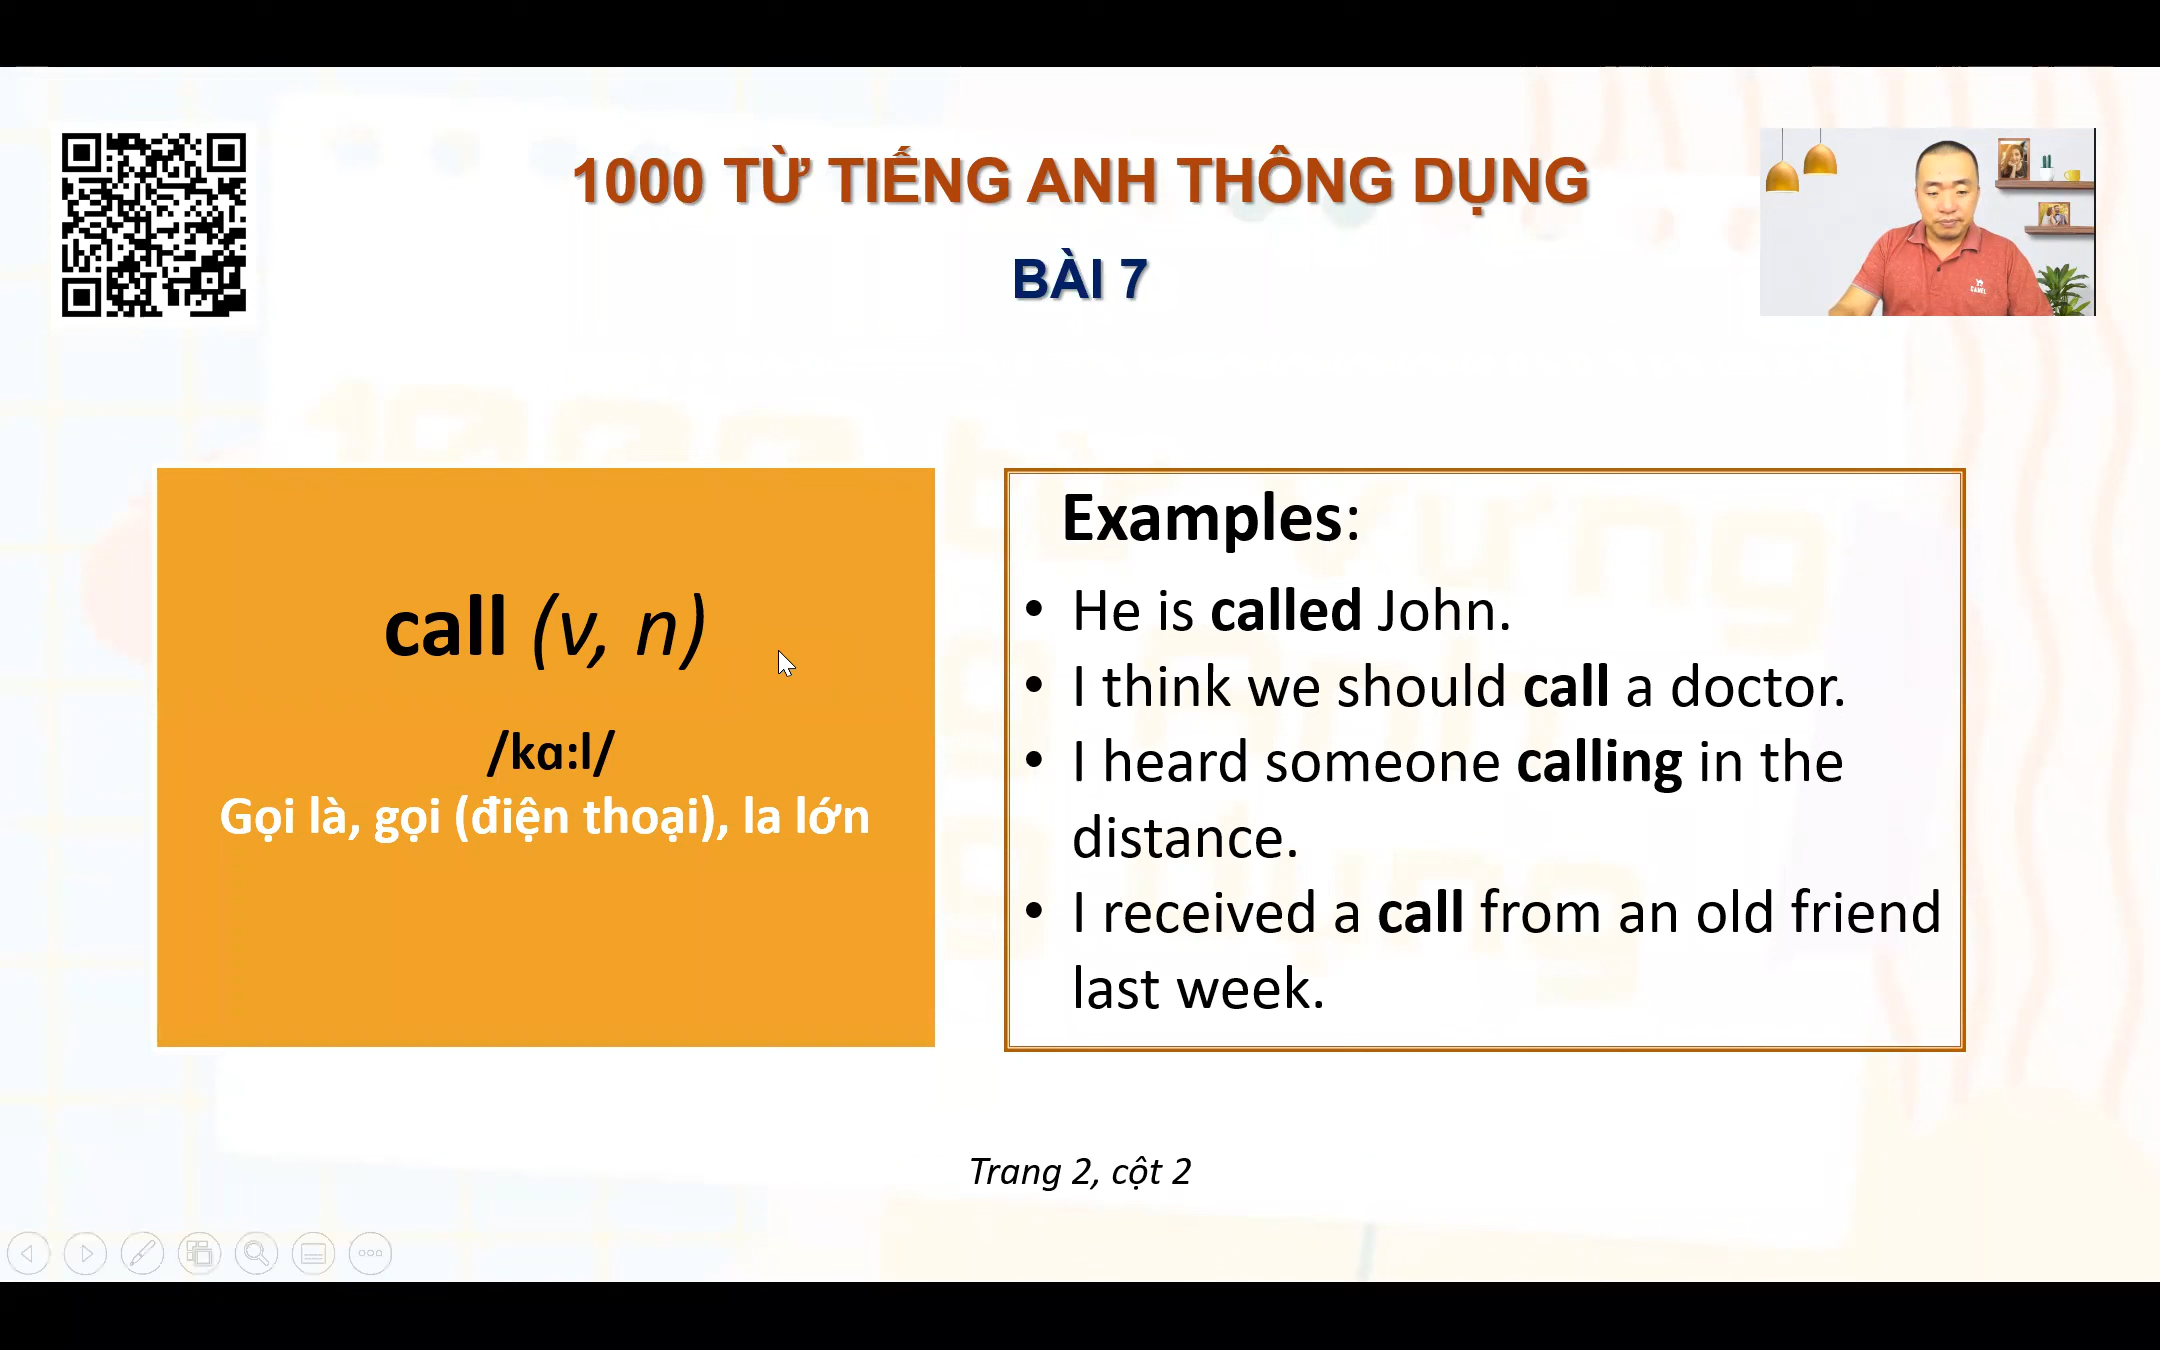 1000 TỪ TIẾNG ANH THÔNG DỤNG
BÀI 7
call (v, n)
/kɑ:l/
Gọi là, gọi (điện thoại), la lớn
Examples:
• He is called John.
• I think we should call a doctor.
• I heard someone calling in the
distance.
• I received a call from an old friend
last week.
Trang 2, cột 2
CAMEL